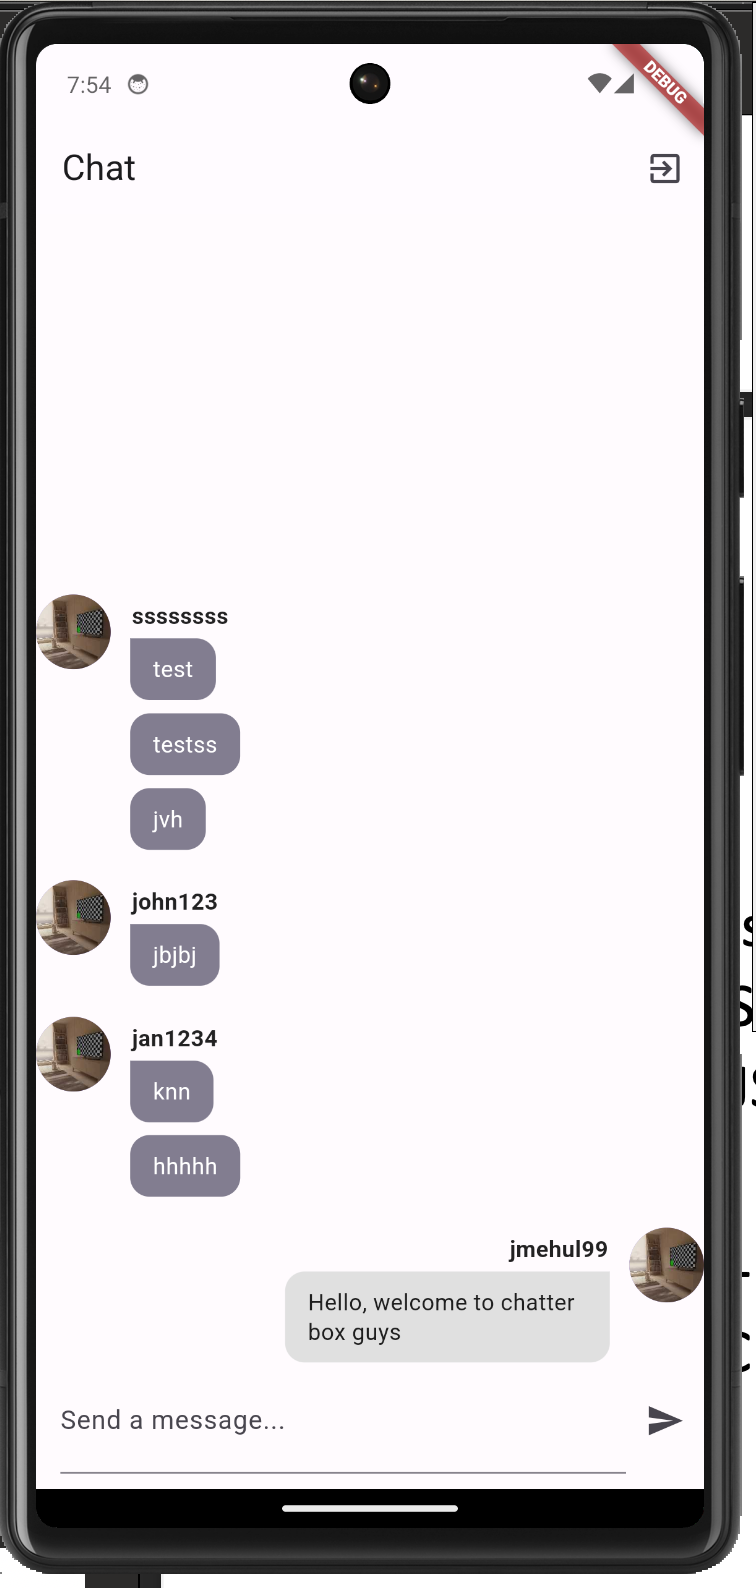 7:54
DEBUG
Chat
ssssssss
test
testss
jvh
john123
jbjbj
jan1234
knn
hhhhh
jmehul99
Hello, welcome to chatter
box guys
Send a message...